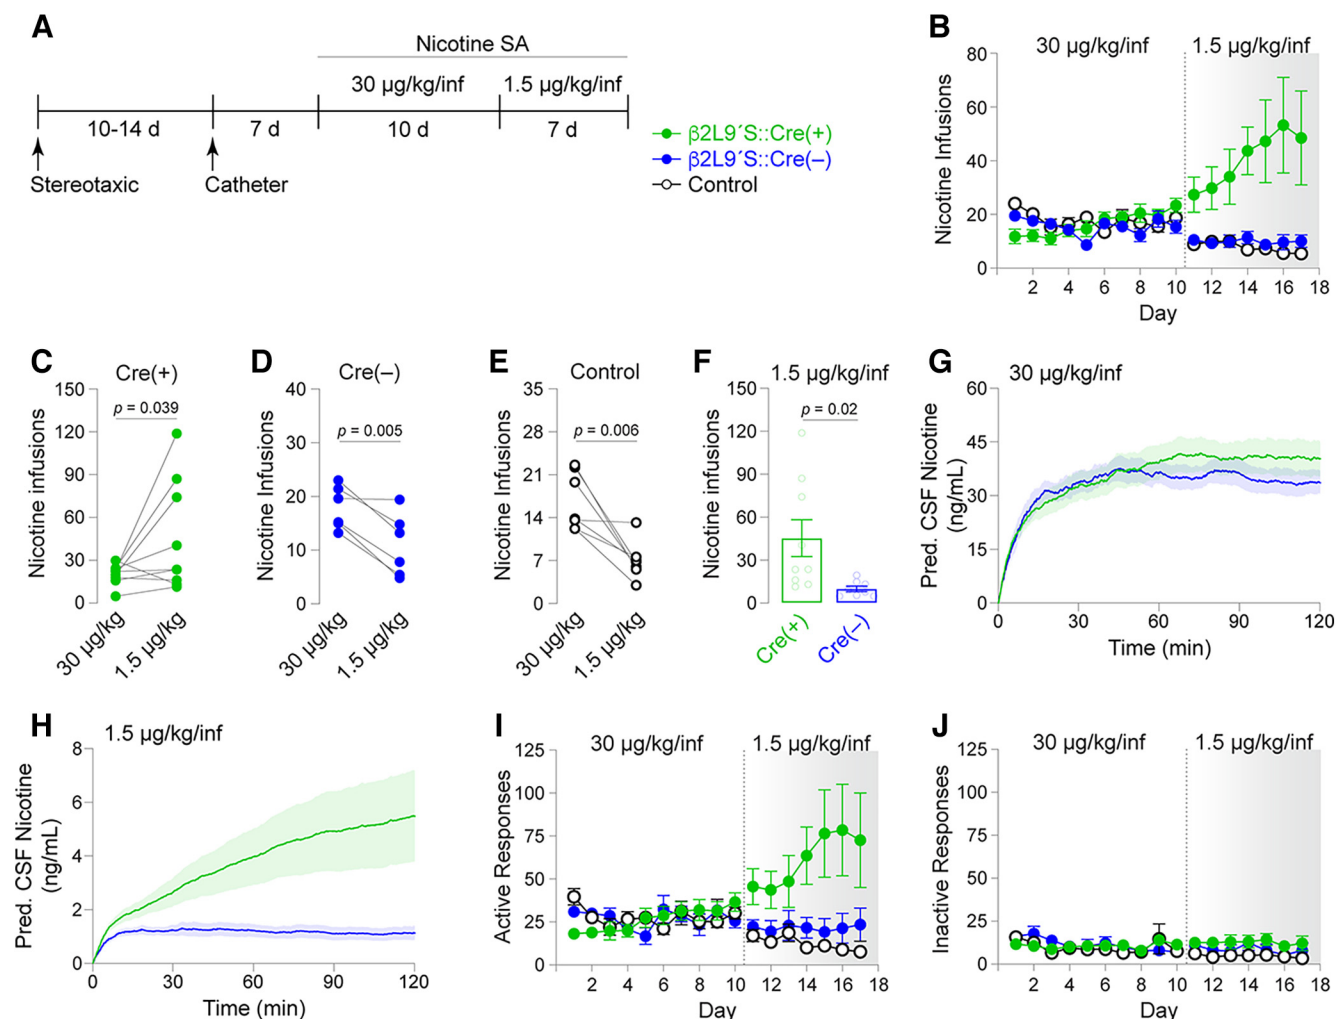 A
Nicotine SA
30 µg/kg/inf
1.5 µg/kg/inf
10-14 d
7 d
10 d
7 d
Stereotaxic
Catheter
β2L9´S::Cre(+)
β2L9´S::Cre(–)
Control
B
30 µg/kg/inf
1.5 µg/kg/inf
Nicotine Infusions
80
60
40
20
0
2
4
6
8
10
12
14
16
18
Day
C
Cre(+)
p = 0.039
Nicotine infusions
150
120
90
60
30
0
30 µg/kg
1.5 µg/kg
D
Cre(–)
p = 0.005
Nicotine Infusions
40
30
20
10
0
30 µg/kg
1.5 µg/kg
E
Control
p = 0.006
Nicotine Infusions
35
28
21
14
7
0
30 µg/kg
1.5 µg/kg
F
1.5 µg/kg/inf
p = 0.02
Nicotine infusions
150
120
90
60
30
0
Cre(+)
Cre(–)
G
30 µg/kg/inf
Pred. CSF Nicotine
(ng/mL)
60
45
30
15
0
0
30
60
90
120
Time (min)
H
1.5 µg/kg/inf
Pred. CSF Nicotine
(ng/mL)
8
6
4
2
0
0
30
60
90
120
Time (min)
I
30 µg/kg/inf
1.5 µg/kg/inf
Active Responses
125
100
75
50
25
0
2
4
6
8
10
12
14
16
18
Day
J
30 µg/kg/inf
1.5 µg/kg/inf
Inactive Responses
125
100
75
50
25
0
2
4
6
8
10
12
14
16
18
Day